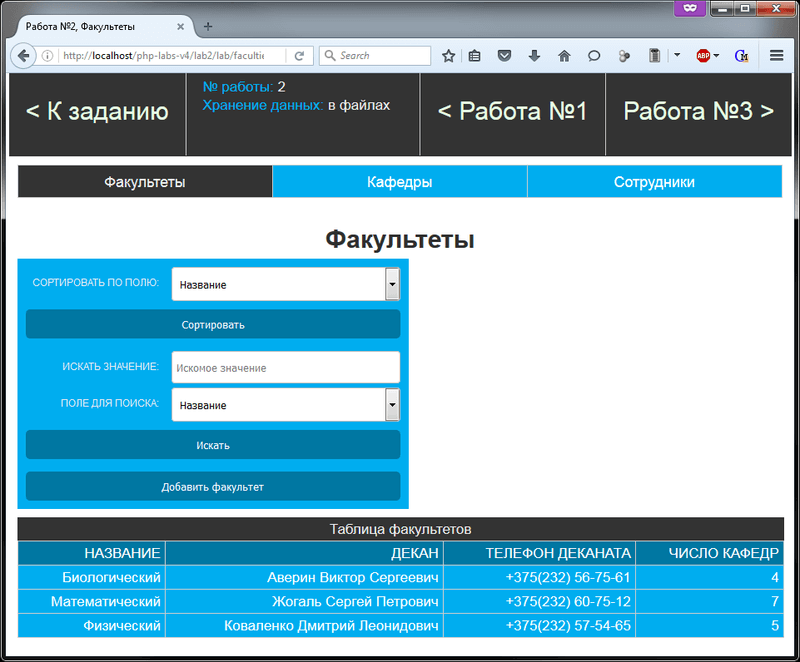 Работа №2, Факультеты
http://localhost/php-labs-v4/lab2/lab/facultie
Search
ABP
< К заданию
№ работы: 2
Хранение данных: в файлах
< Работа №1
Работа №3 >
Факультеты
Кафедры
Сотрудники
Факультеты
СОРТИРОВАТЬ ПО ПОЛЮ:
Название
Сортировать
ИСКАТЬ ЗНАЧЕНИЕ:
Искомое значение
ПОЛЕ ДЛЯ ПОИСКА:
Название
Искать
Добавить факультет
Таблица факультетов
НАЗВАНИЕ ДЕКАН ТЕЛЕФОН ДЕКАНАТА ЧИСЛО КАФЕДР
Биологический Аверин Виктор Сергеевич +375(232) 56-75-61 4
Математический Жогаль Сергей Петрович +375(232) 60-75-12 7
Физический Коваленко Дмитрий Леонидович +375(232) 57-54-65 5